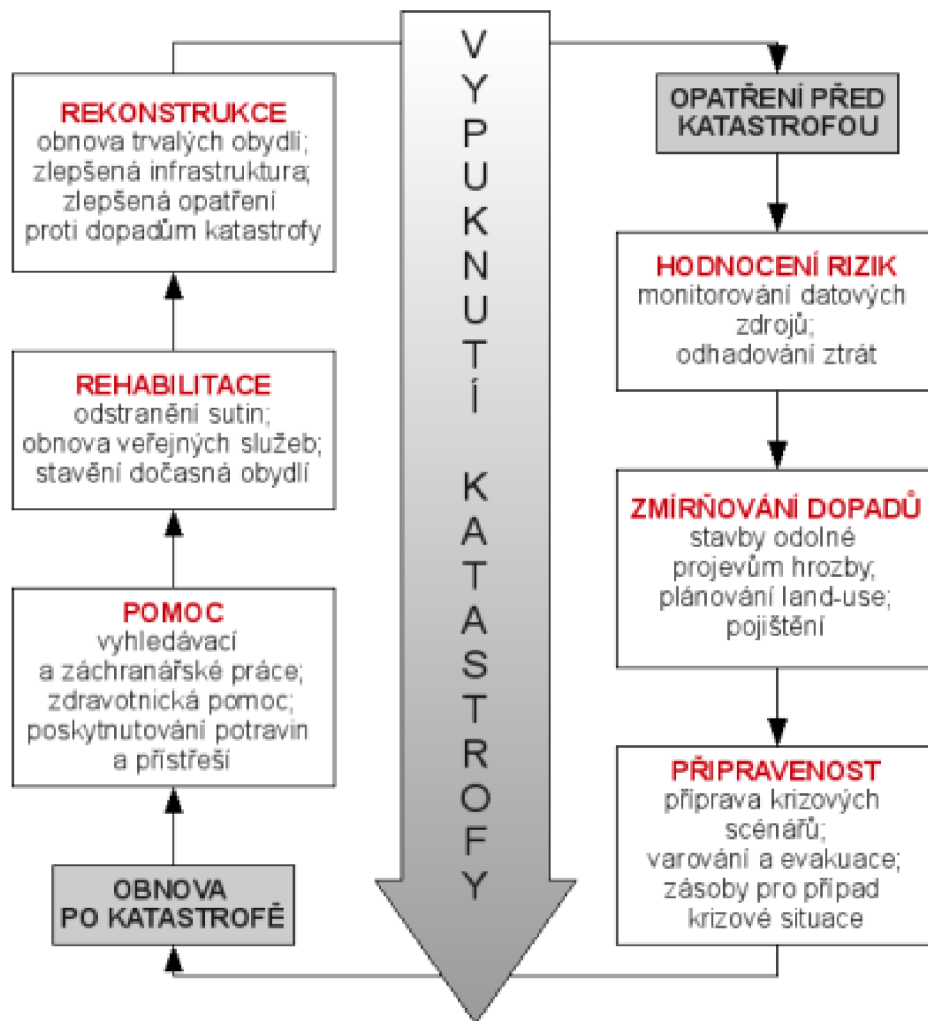 REKONSTRUKCE
obnova trvalých obydlí;
zlepšená infrastruktura;
zlepšená opatření
proti dopadům katastrofy
REHABILITACE
odstranění sutin;
obnova veřejných služeb;
stavění dočasná obydlí
POMOC
vyhledávací
a záchranářské práce;
zdravotnická pomoc;
poskytnutování potravin
a přístřeší
OBNOVA
PO KATASTROFĚ
VYPUKNUTÍ KATASTROFY
OPATŘENÍ PŘED
KATASTROFOU
HODNOCENÍ RIZIK
monitorování datových
zdrojů;
odhadování ztrát
ZMÍRŇOVÁNÍ DOPADŮ
stavby odolné
projevům hrozby;
plánování land-use;
pojištění
PŘIPRAVENOST
příprava krizových
scénářů;
varování a evakuace;
zásoby pro případ
krizové situace